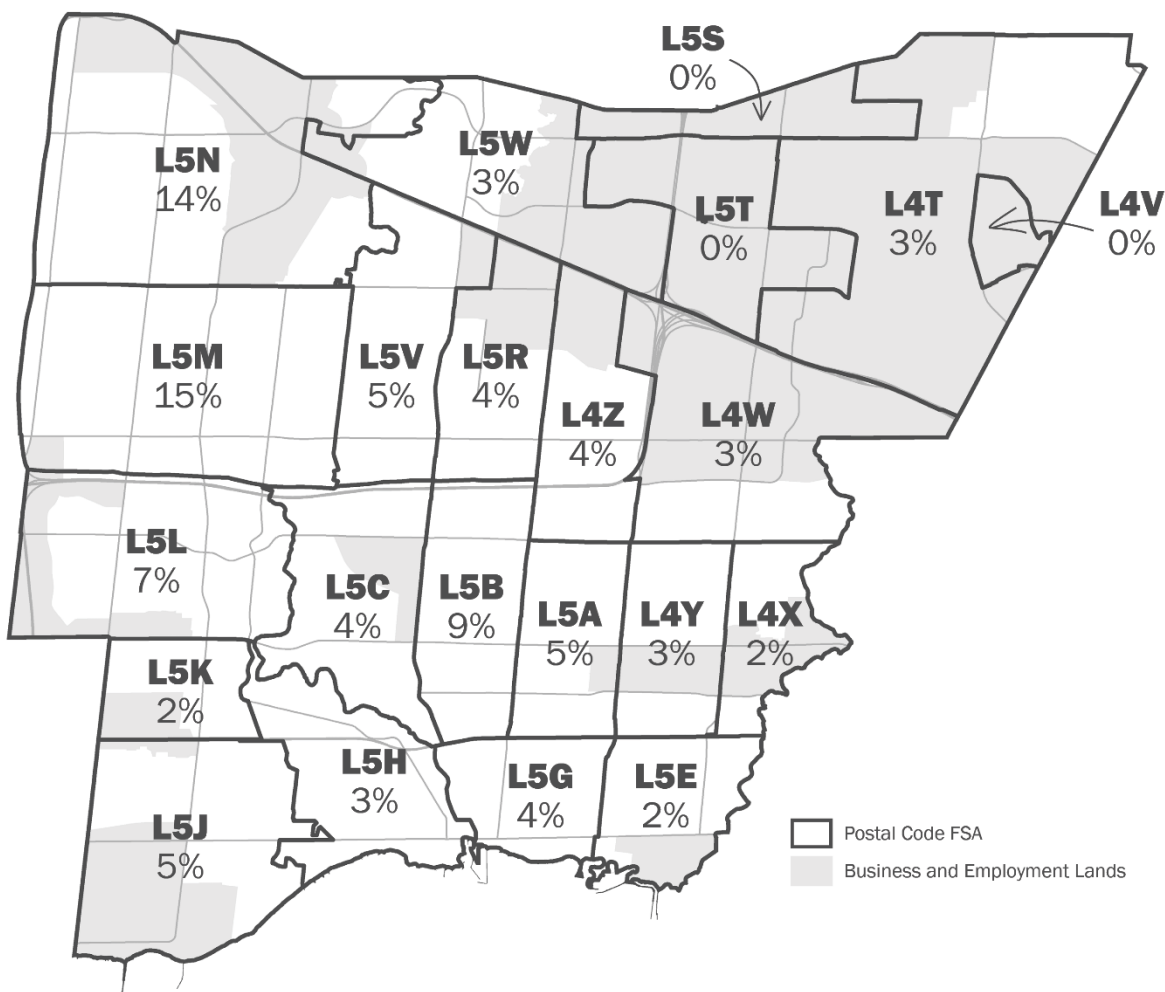 L5S
0%
L5N
14%
L5W
3%
L5T
0%
L4T
3%
L4V
0%
L5M
15%
L5V
5%
L5R
4%
L4Z
4%
L4W
3%
L5L
7%
L5C
4%
L5B
9%
L5A
5%
L4Y
3%
L4X
2%
L5K
2%
L5H
3%
L5G
4%
L5E
2%
L5J
5%
Postal Code FSA
Business and Employment Lands